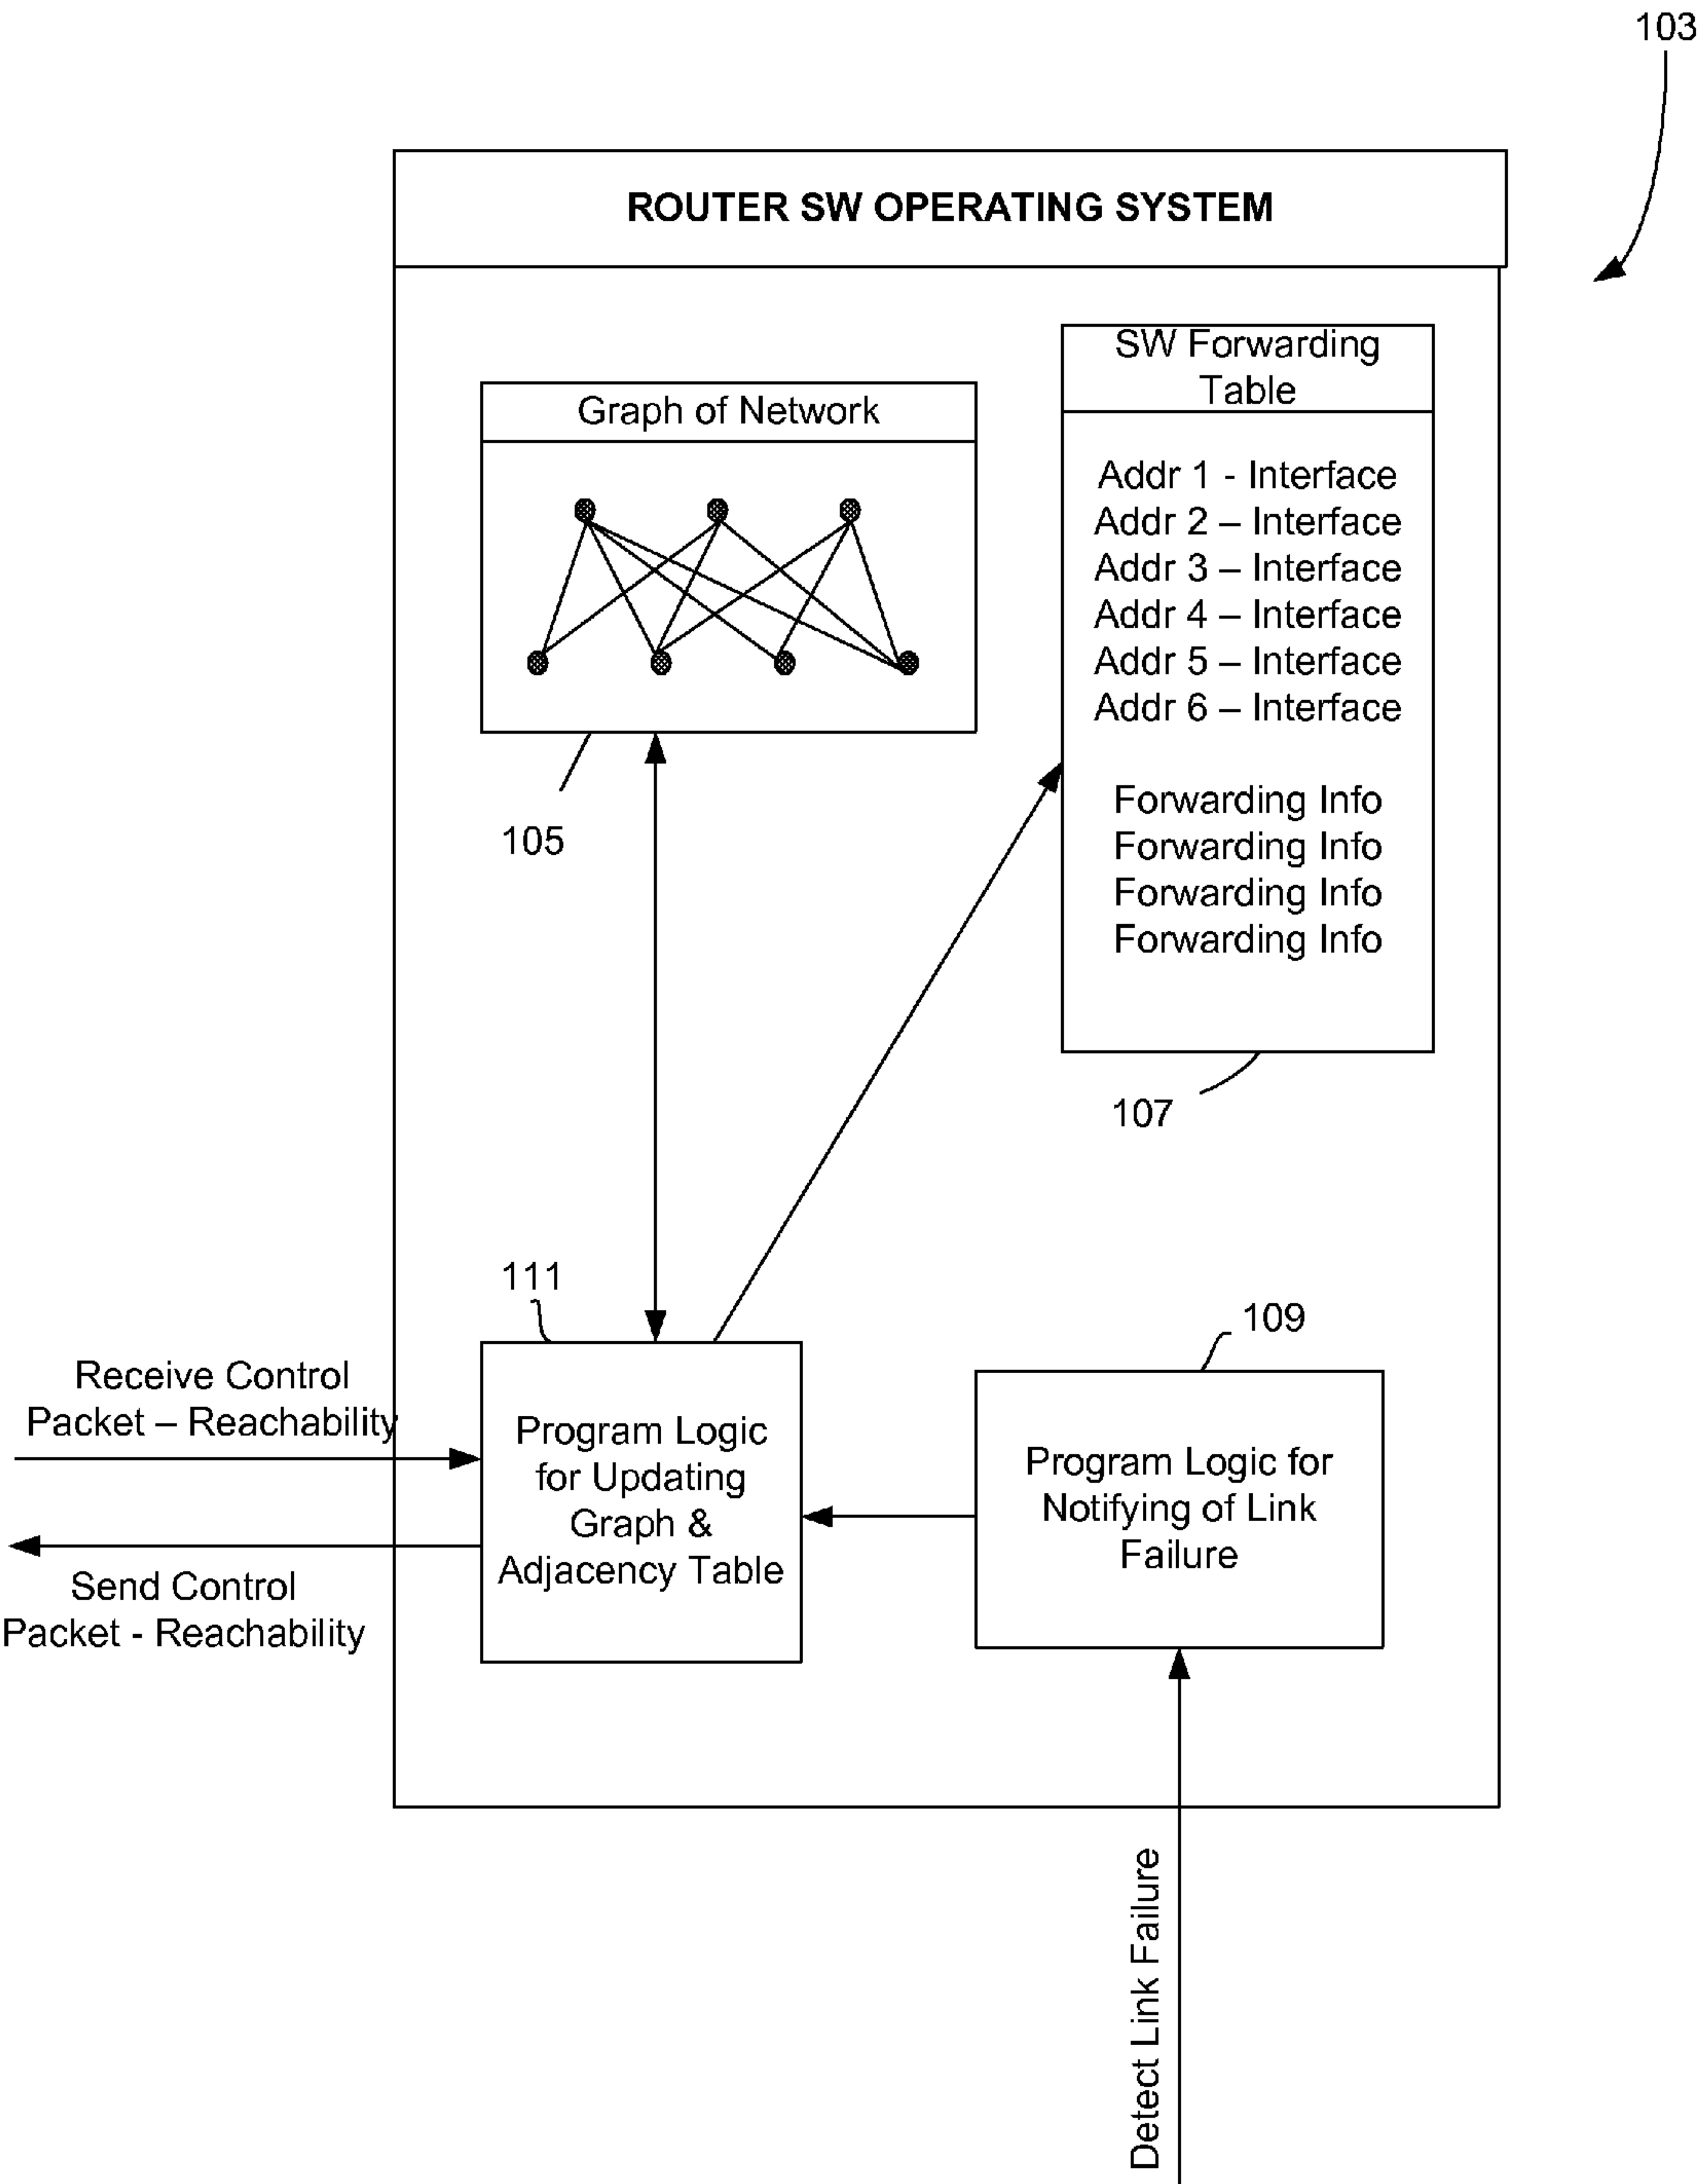 103
ROUTER SW OPERATING SYSTEM
SW Forwarding
Table
Graph of Network
Addr 1 - Interface
Addr 2 – Interface
Addr 3 – Interface
Addr 4 – Interface
Addr 5 – Interface
Addr 6 – Interface
Forwarding Info
Forwarding Info
Forwarding Info
Forwarding Info
105
107
111
109
Receive Control
Packet – Reachability
Program Logic
for Updating
Graph &
Adjacency Table
Program Logic for
Notifying of Link
Failure
Send Control
Packet - Reachability
Detect Link Failure